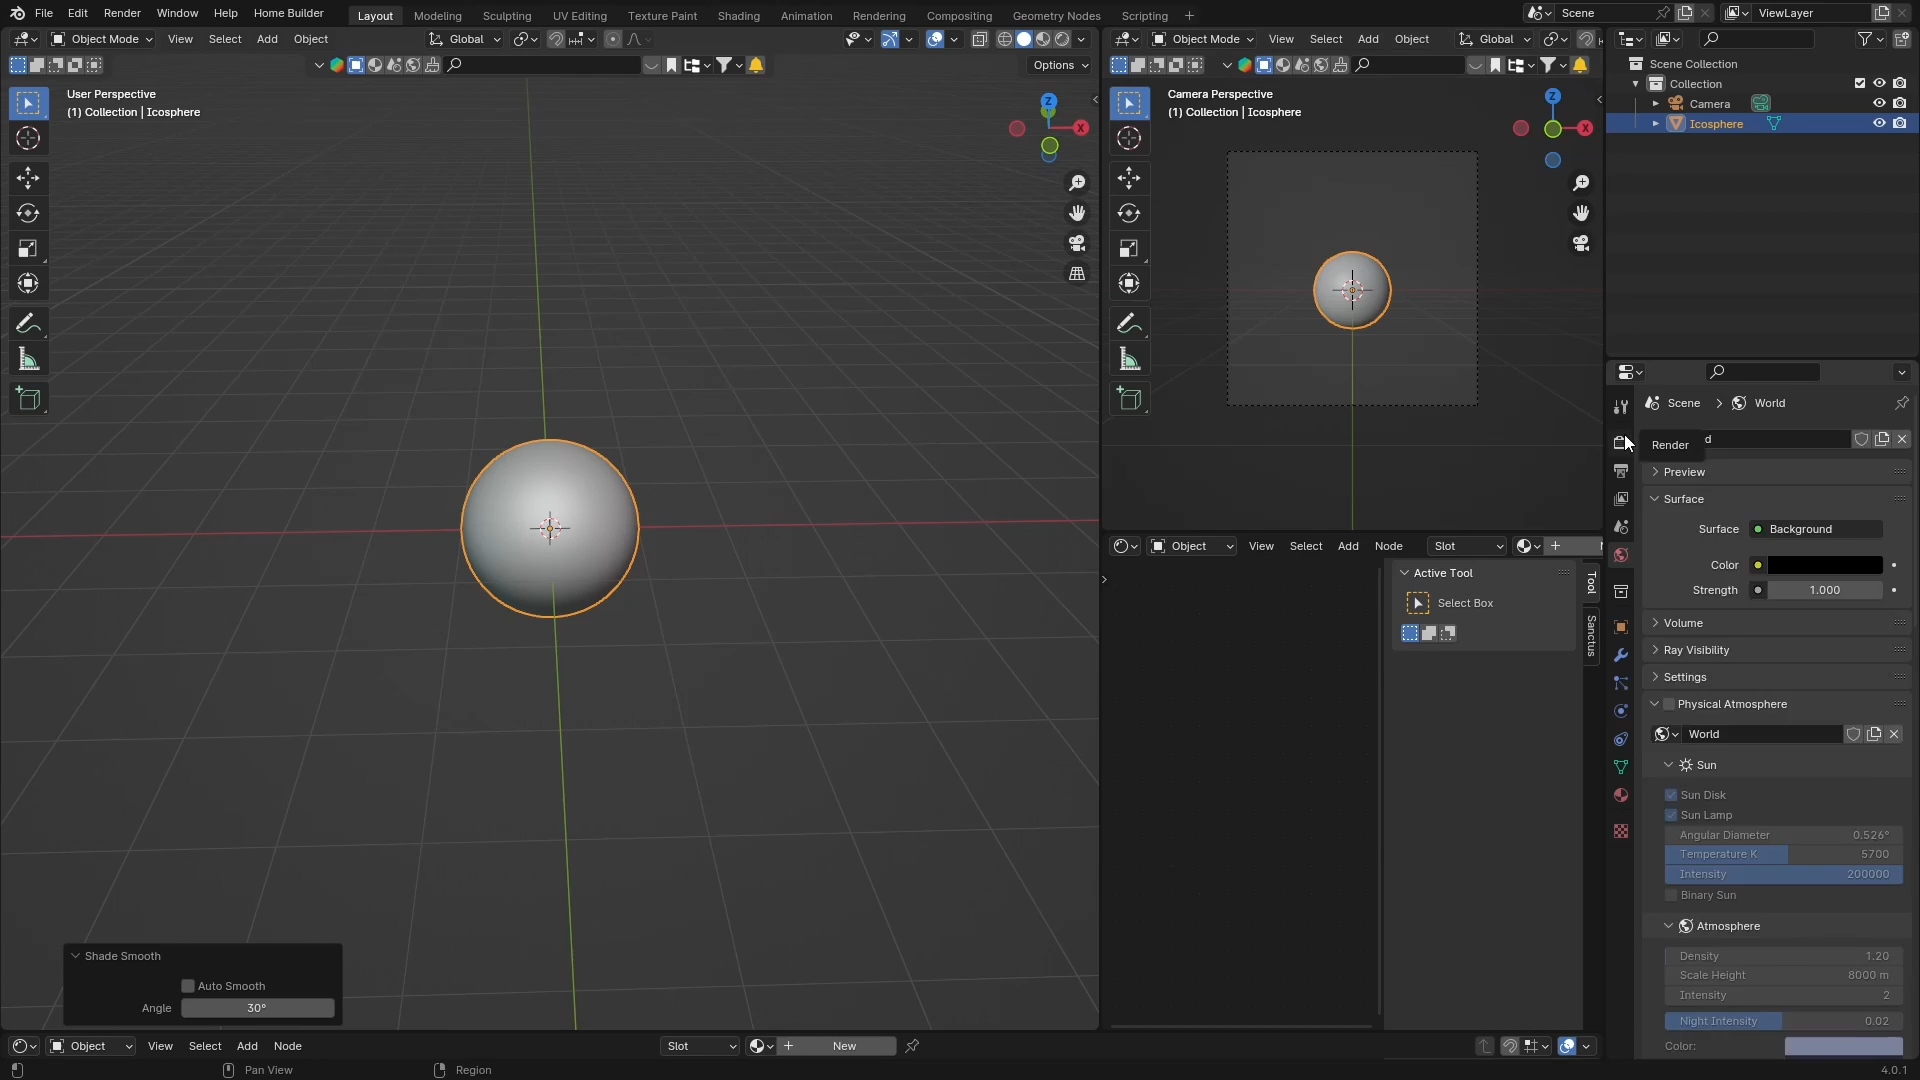 File Edit Render Window Help Home Builder Layout Modeling Sculpting UV Editing Texture Paint Shading Animation Rendering Compositing Geometry Nodes Scripting + Scene ViewLayer
Object Mode View Select Add Object Global
Options
User Perspective
(1) Collection | Icosphere
Z
X
Shade Smooth
Auto Smooth
Angle 30°
Object View Select Add Node Slot New
Pan View Region
Object Mode View Select Add Object Global
Camera Perspective
(1) Collection | Icosphere
Z
X
Object View Select Add Node Slot
Active Tool
Select Box
Tool
Sanctus
Scene Collection
Collection
Camera
Icosphere
Scene > World
Render d
Preview
Surface
Surface Background
Color
Strength 1.000
Volume
Ray Visibility
Settings
Physical Atmosphere
World
Sun
Sun Disk
Sun Lamp
Angular Diameter 0.526°
Temperature K 5700
Intensity 200000
Binary Sun
Atmosphere
Density 1.20
Scale Height 8000 m
Intensity 2
Night Intensity 0.02
Color:
4.0.1